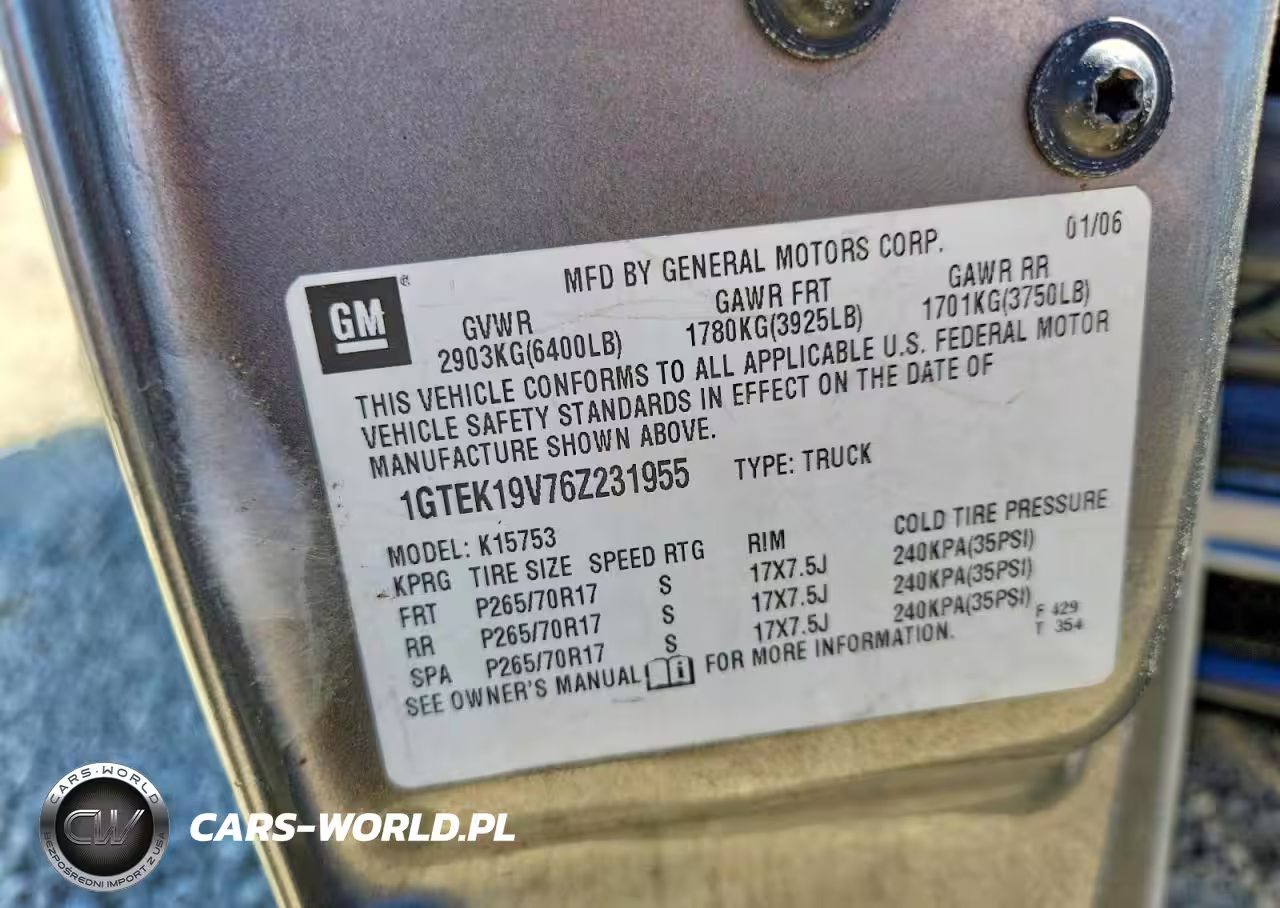 01/06
MFD BY GENERAL MOTORS CORP.
GM®
GVWR GAWR FRT GAWR RR
2903KG(6400LB) 1780KG(3925LB) 1701KG(3750LB)
THIS VEHICLE CONFORMS TO ALL APPLICABLE U.S. FEDERAL MOTOR
VEHICLE SAFETY STANDARDS IN EFFECT ON THE DATE OF
MANUFACTURE SHOWN ABOVE.
1GTEK19V76Z231955 TYPE: TRUCK
MODEL: K15753
KPRG TIRE SIZE SPEED RTG RIM COLD TIRE PRESSURE
FRT P265/70R17 S 17X7.5J 240KPA(35PSI)
RR P265/70R17 S 17X7.5J 240KPA(35PSI)
SPA P265/70R17 S 17X7.5J 240KPA(35PSI)
SEE OWNER'S MANUAL i FOR MORE INFORMATION.
F 429
T 354
CARS-WORLD
CW
BEZPOŚREDNI IMPORT Z USA
CARS-WORLD.PL